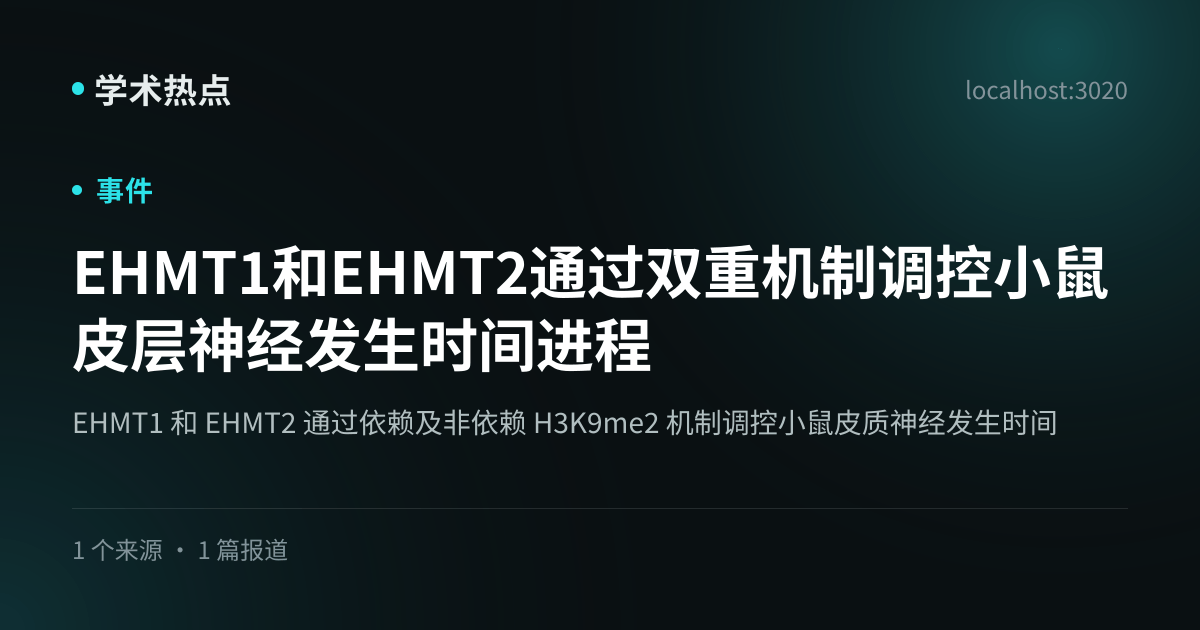 学术热点
localhost:3020
事件
EHMT1和EHMT2通过双重机制调控小鼠
皮层神经发生时间进程
EHMT1 和 EHMT2 通过依赖及非依赖 H3K9me2 机制调控小鼠皮质神经发生时间
1 个来源 · 1 篇报道